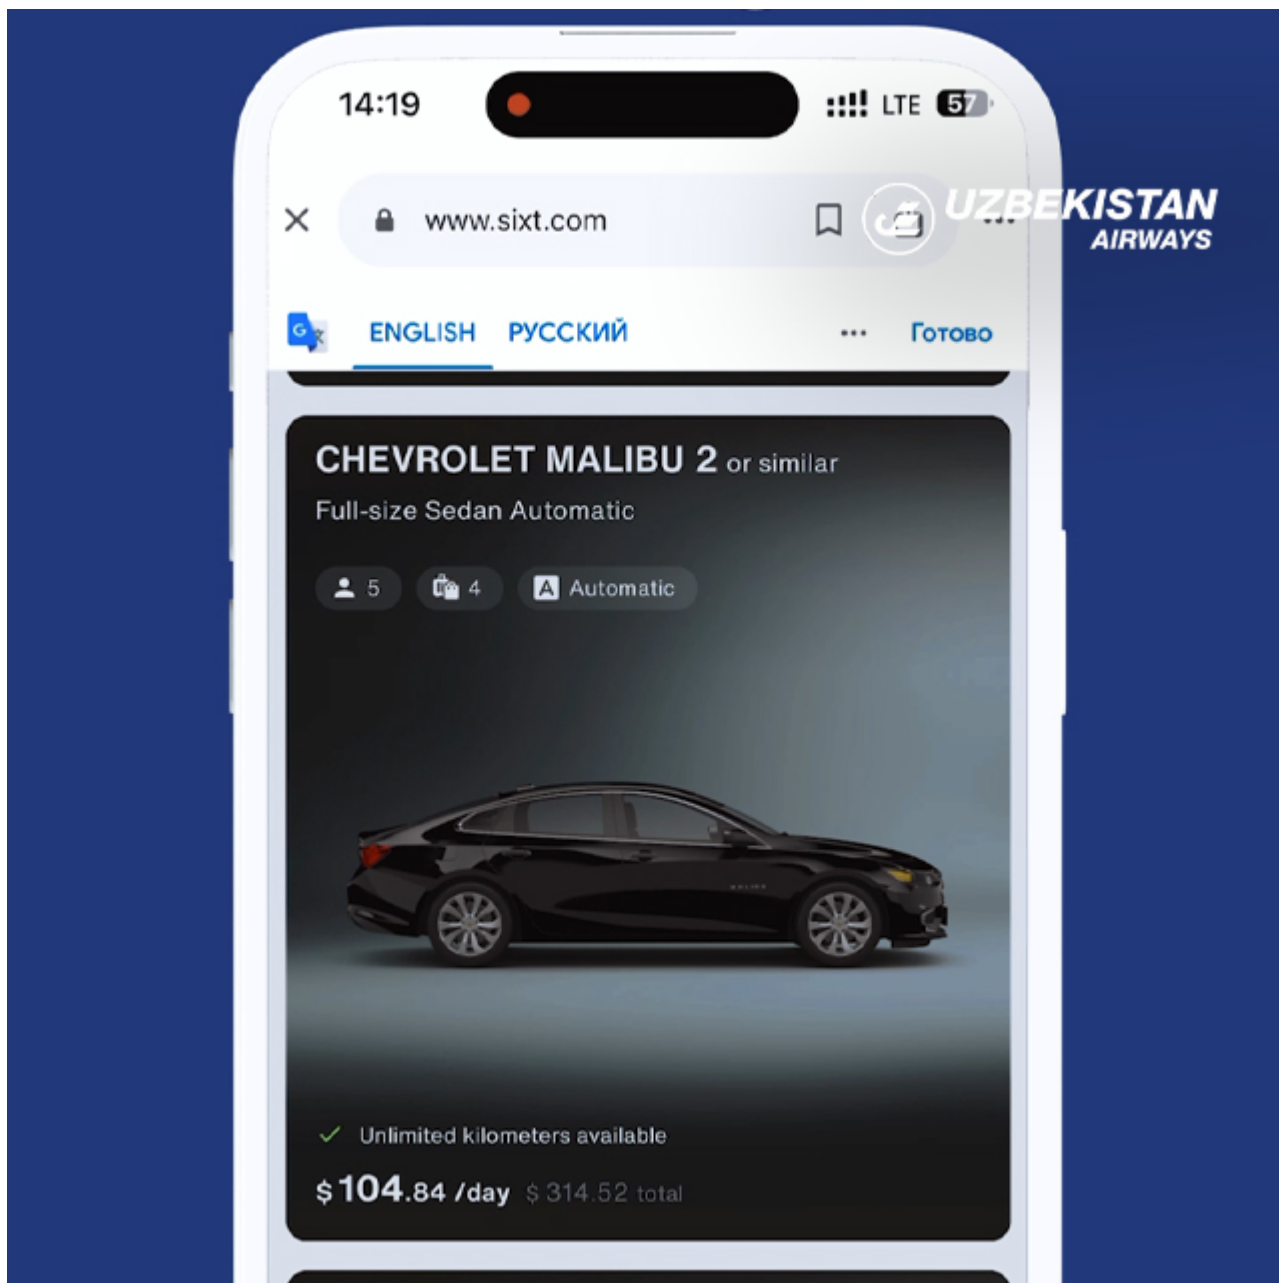 14:19
LTE 57
www.sixt.com
UZBEKISTAN
AIRWAYS
ENGLISH РУССКИЙ
Готово
CHEVROLET MALIBU 2 or similar
Full-size Sedan Automatic
5 4 A Automatic
Unlimited kilometers available
$ 104.84 /day $ 314.52 total